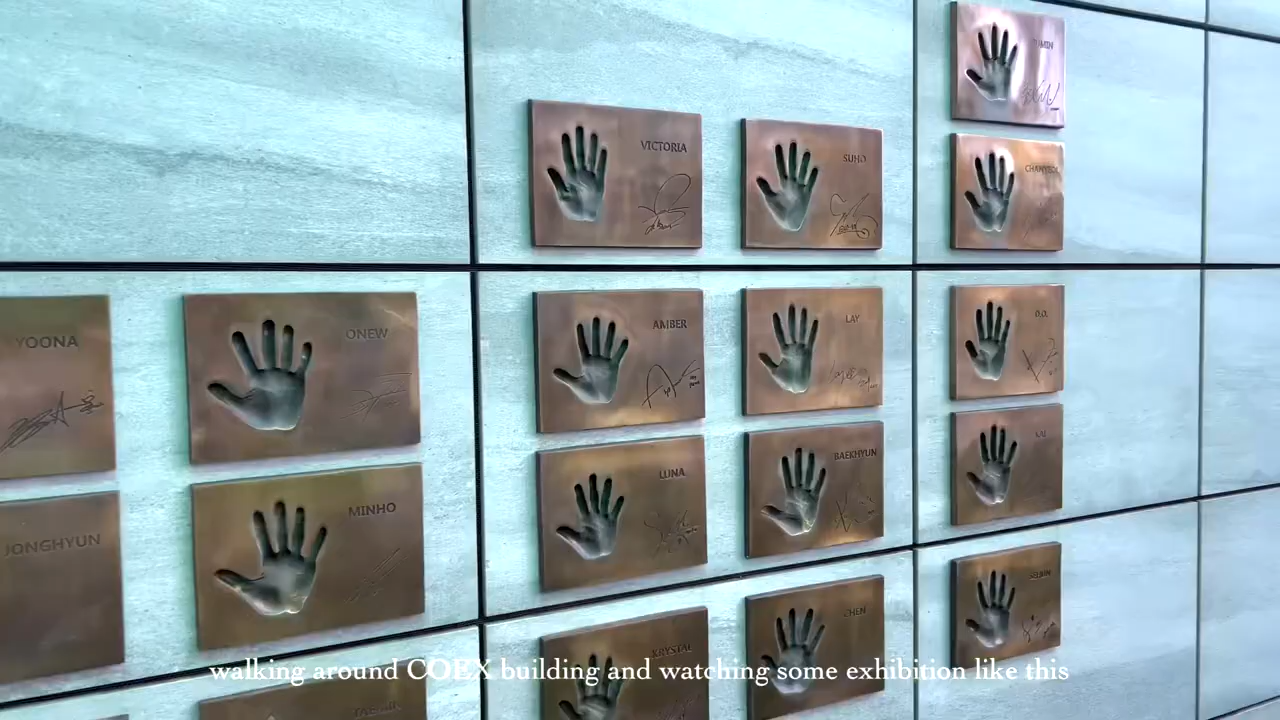 YOONA
JONGHYUN
ONEW
MINHO
VICTORIA
AMBER
LUNA
KRYSTAL
SUHO
LAY
BAEKHYUN
CHEN
CHANYEOL
D.O.
KAI
SEHUN
walking around COEX building and watching some exhibition like this